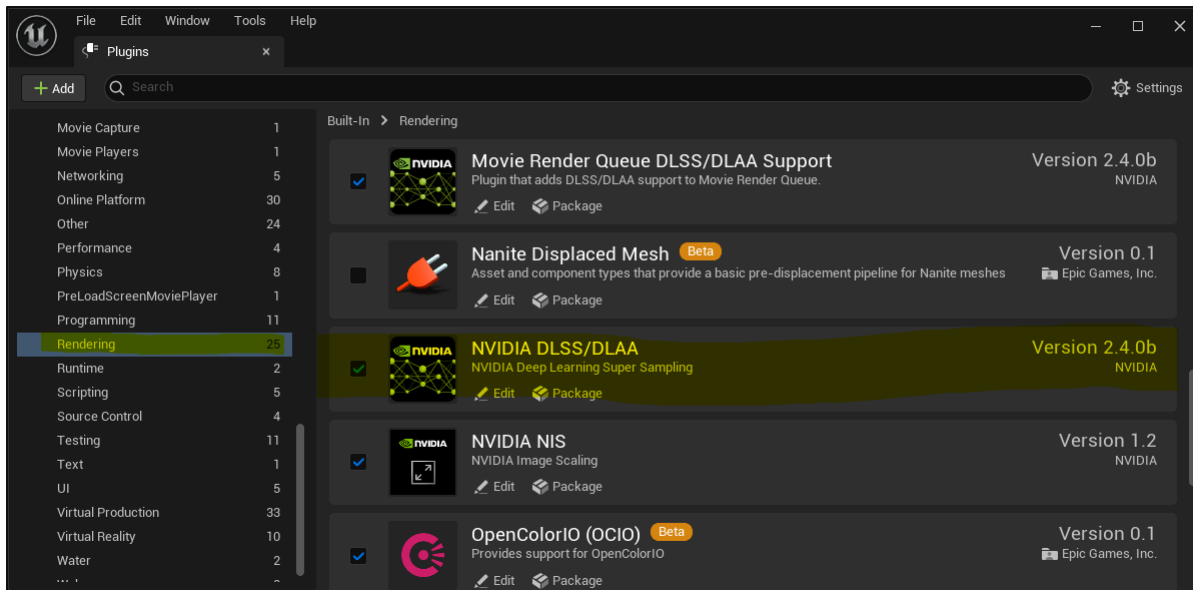 File Edit Window Tools Help
Plugins
Add
Search
Settings
Movie Capture 1
Movie Players 1
Networking 5
Online Platform 30
Other 24
Performance 4
Physics 8
PreLoadScreenMoviePlayer 1
Programming 11
Rendering 25
Runtime 2
Scripting 5
Source Control 4
Testing 11
Text 1
UI 5
Virtual Production 33
Virtual Reality 10
Water 2
Built-In > Rendering
NVIDIA
Movie Render Queue DLSS/DLAA Support Version 2.4.0b
Plugin that adds DLSS/DLAA support to Movie Render Queue. NVIDIA
Edit Package
Nanite Displaced Mesh Beta Version 0.1
Asset and component types that provide a basic pre-displacement pipeline for Nanite meshes Epic Games, Inc.
Edit Package
NVIDIA
NVIDIA DLSS/DLAA Version 2.4.0b
NVIDIA Deep Learning Super Sampling NVIDIA
Edit Package
NVIDIA
NVIDIA NIS Version 1.2
NVIDIA Image Scaling NVIDIA
Edit Package
OpenColorIO (OCIO) Beta Version 0.1
Provides support for OpenColorIO Epic Games, Inc.
Edit Package